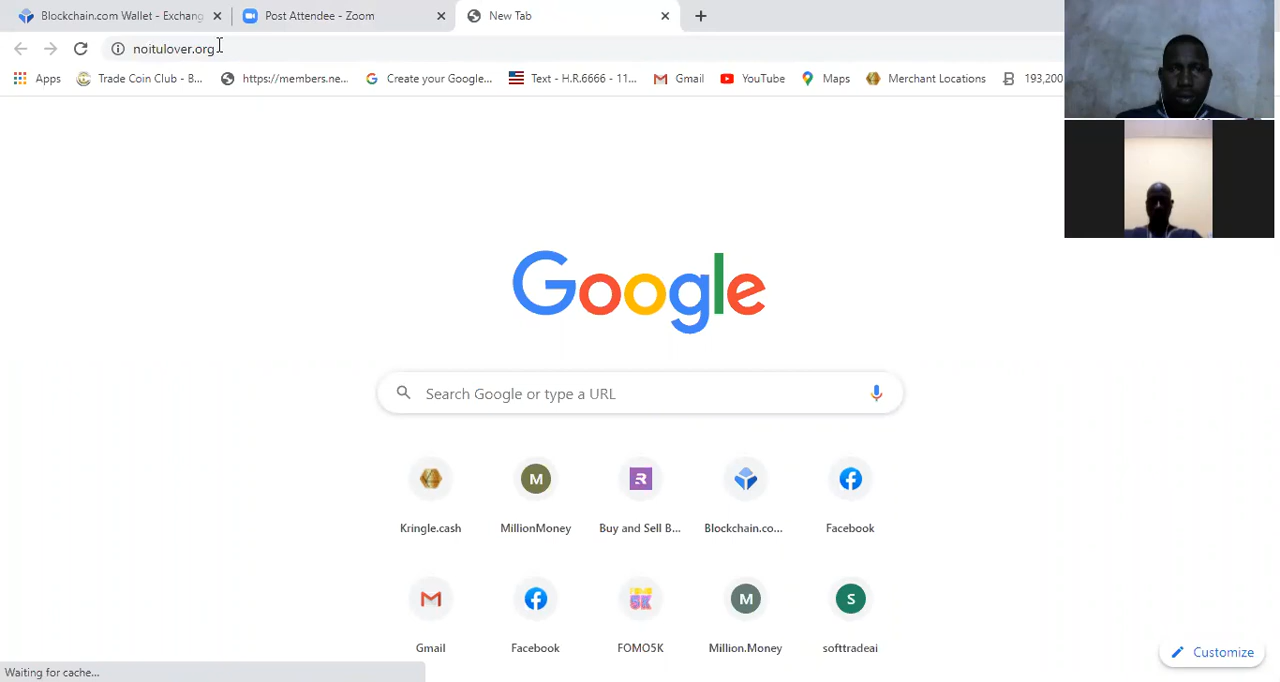 Blockchain.com Wallet - Exchang
Post Attendee - Zoom
New Tab
noitulover.org
Apps
Trade Coin Club - B...
https://members.ne...
Create your Google...
Text - H.R.6666 - 11...
Gmail
YouTube
Maps
Merchant Locations
193,200
Google
Search Google or type a URL
M
Kringle.cash
MillionMoney
Buy and Sell B...
Blockchain.co...
Facebook
M
S
Gmail
Facebook
FOMO5K
Million.Money
softtradeai
Customize
Waiting for cache...